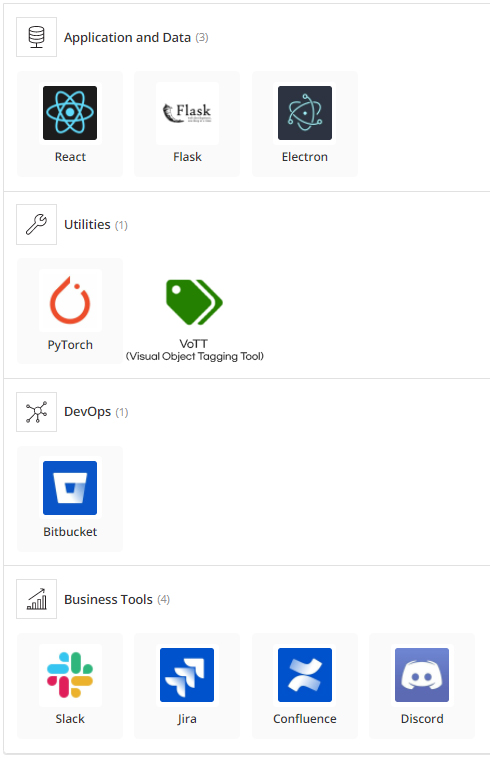 Application and Data (3)
Flask
React
Flask
Electron
Utilities (1)
PyTorch
VoTT
(Visual Object Tagging Tool)
DevOps (1)
Bitbucket
Business Tools (4)
Slack
Jira
Confluence
Discord